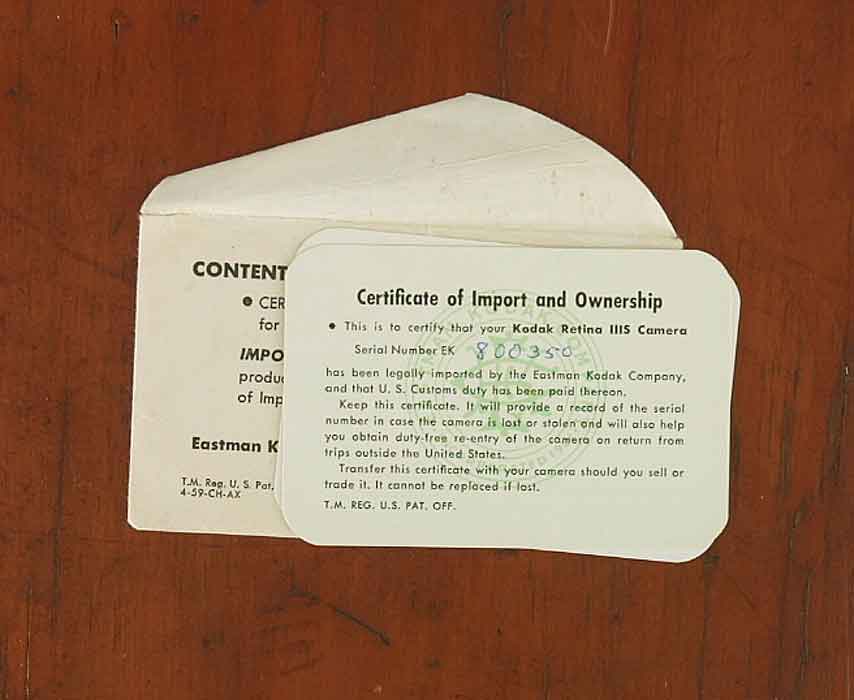 CONTENT
● CER
for
IMPO
produ
of Imp
Eastman K
T.M. Reg. U. S. Pat.
4-59-CH-AX
Certificate of Import and Ownership
● This is to certify that your Kodak Retina IIIS Camera
Serial Number EK 800350
has been legally imported by the Eastman Kodak Company,
and that U. S. Customs duty has been paid thereon.
Keep this certificate. It will provide a record of the serial
number in case the camera is lost or stolen and will also help
you obtain duty-free re-entry of the camera on return from
trips outside the United States.
Transfer this certificate with your camera should you sell or
trade it. It cannot be replaced if lost.
T.M. REG. U.S. PAT. OFF.
KODAK